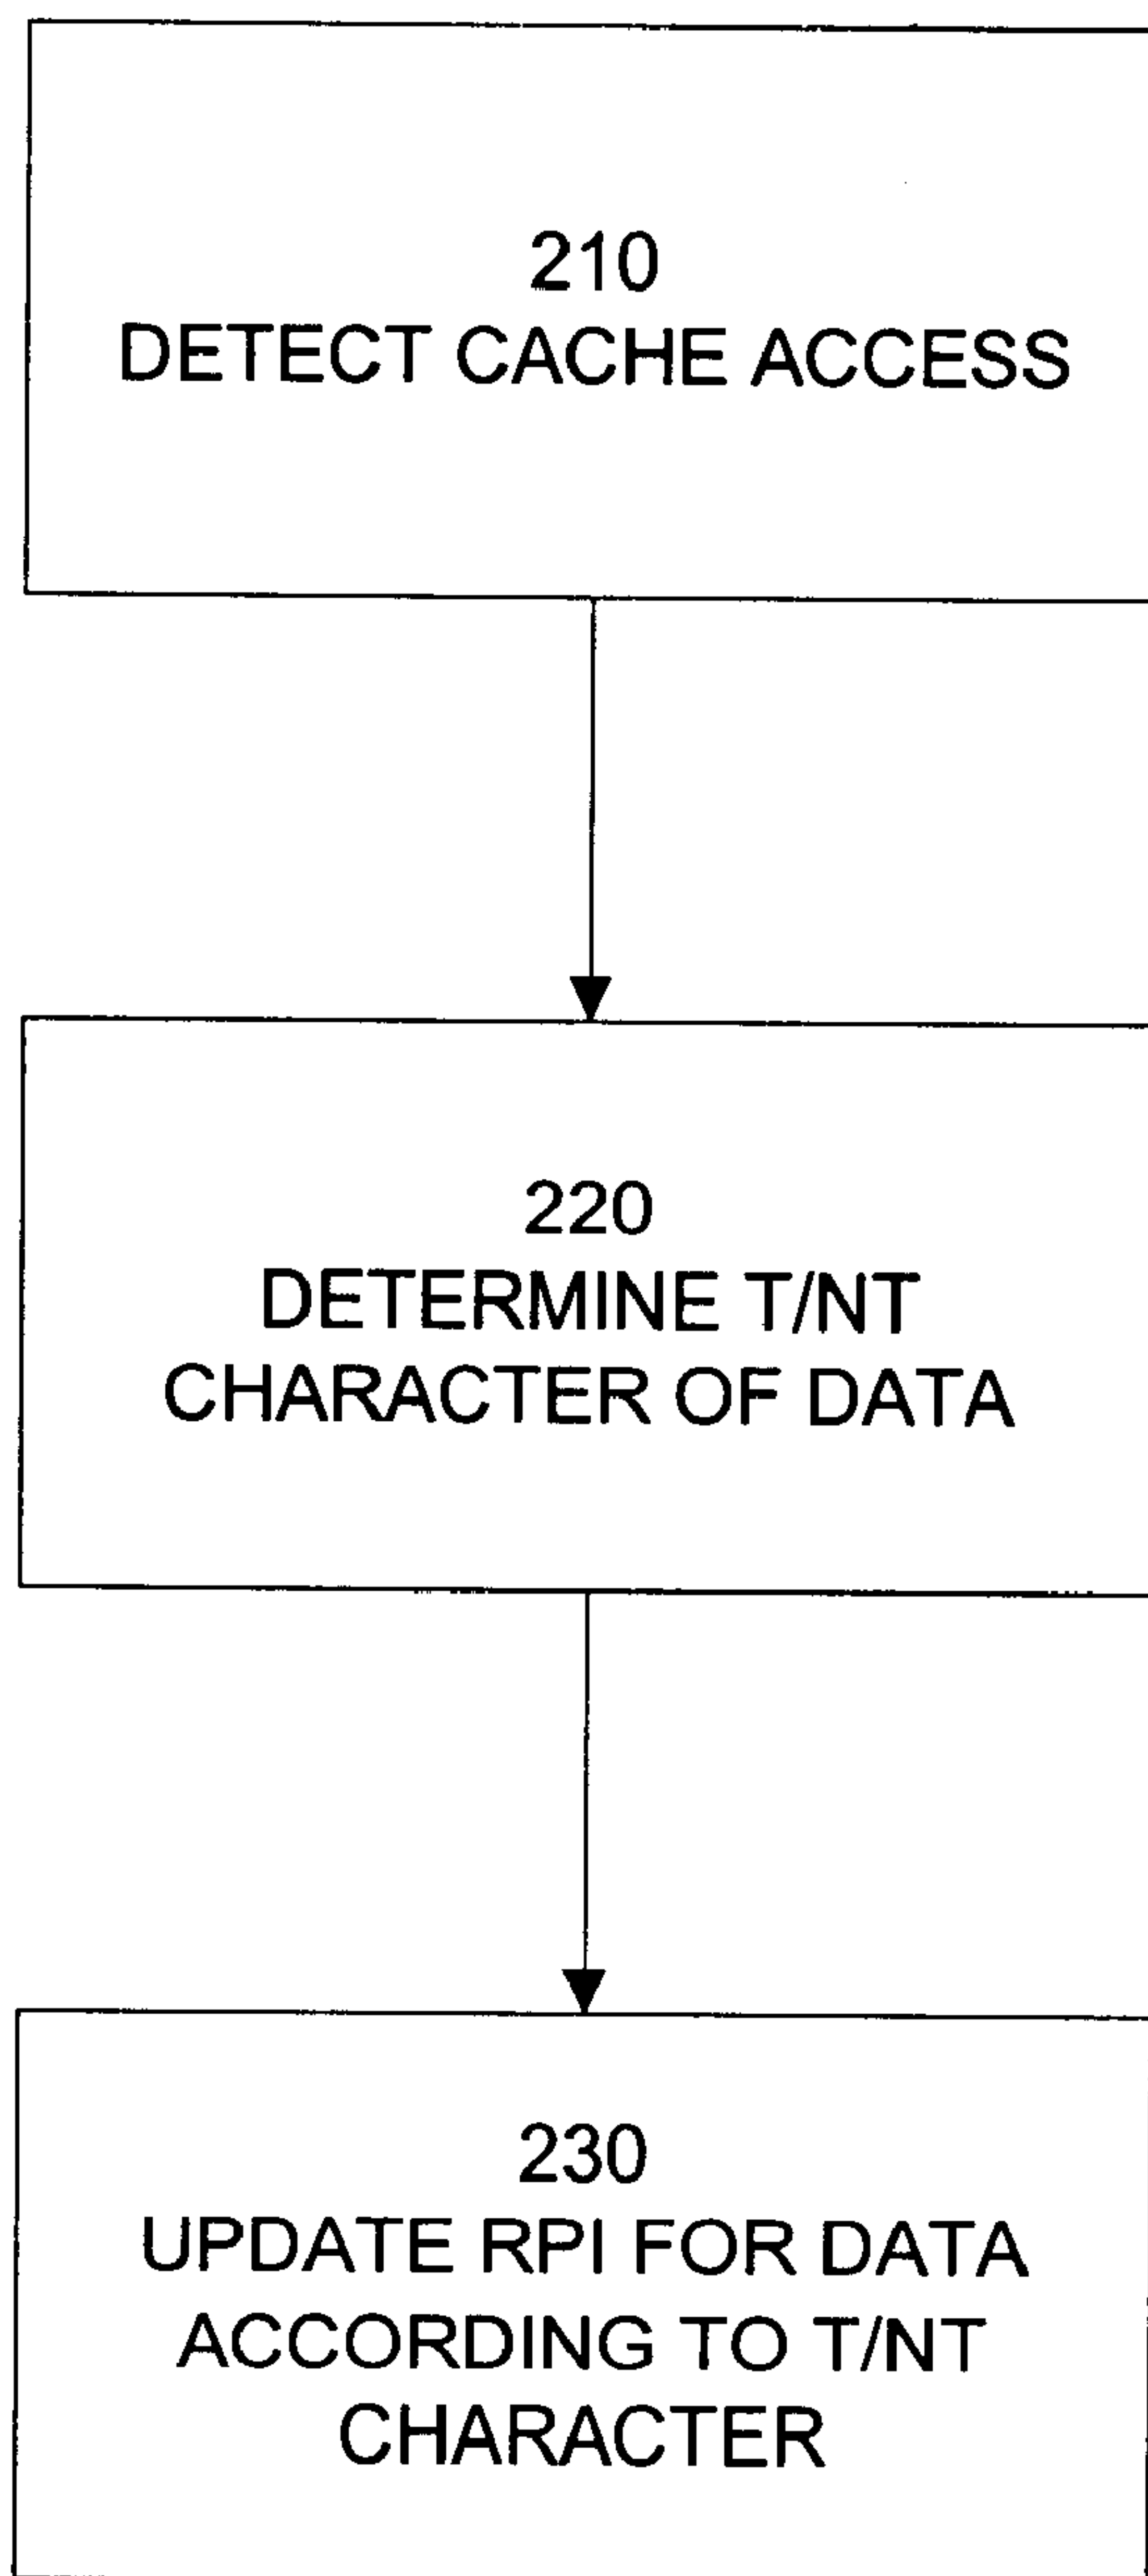 210
DETECT CACHE ACCESS
220
DETERMINE T/NT
CHARACTER OF DATA
230
UPDATE RPI FOR DATA
ACCORDING TO T/NT
CHARACTER